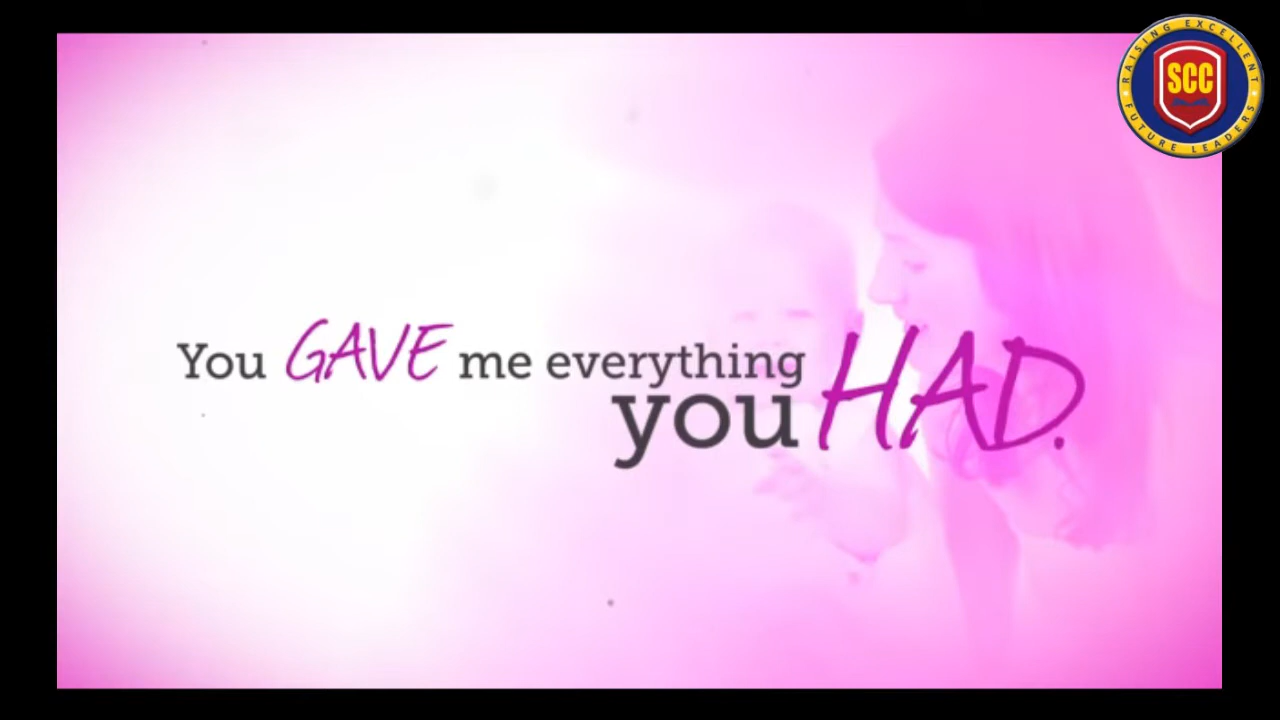 You GAVE me everything
you HAD.
RAISING EXCELLENT
SCC
FUTURE LEADERS